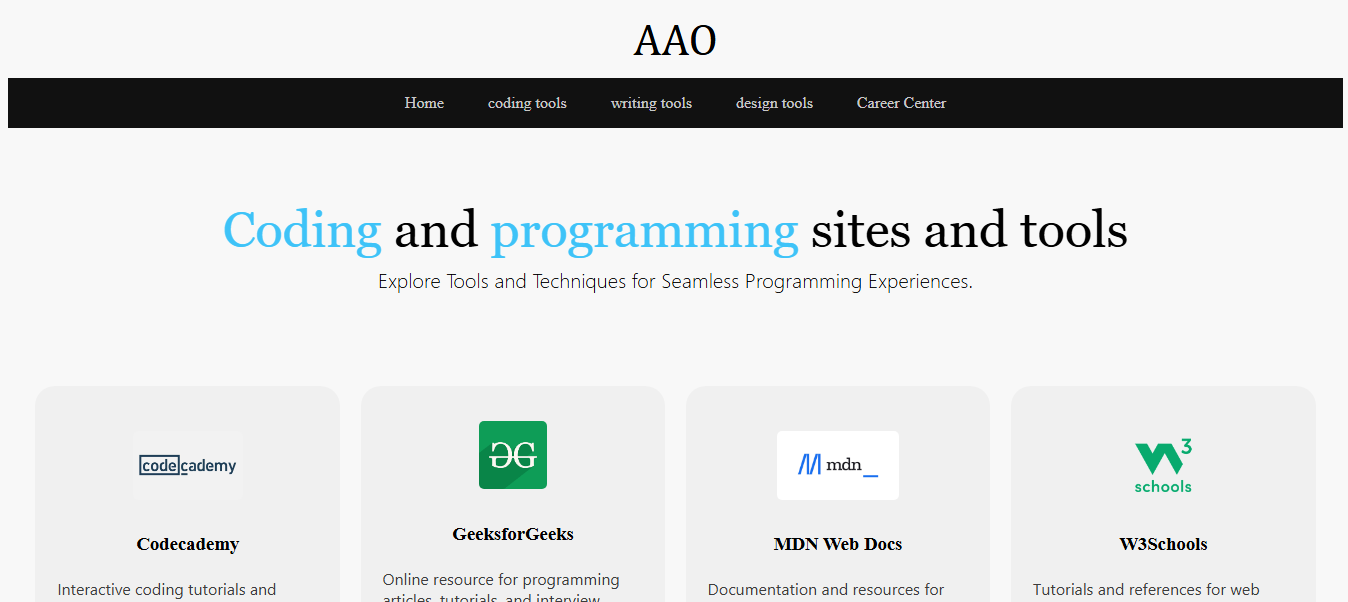 AAO
Home coding tools writing tools design tools Career Center
Coding and programming sites and tools
Explore Tools and Techniques for Seamless Programming Experiences.
codecademy
GG
mdn_
W3
schools
Codecademy
GeeksforGeeks
MDN Web Docs
W3Schools
Interactive coding tutorials and
Online resource for programming
articles, tutorials, and interview
Documentation and resources for
Tutorials and references for web